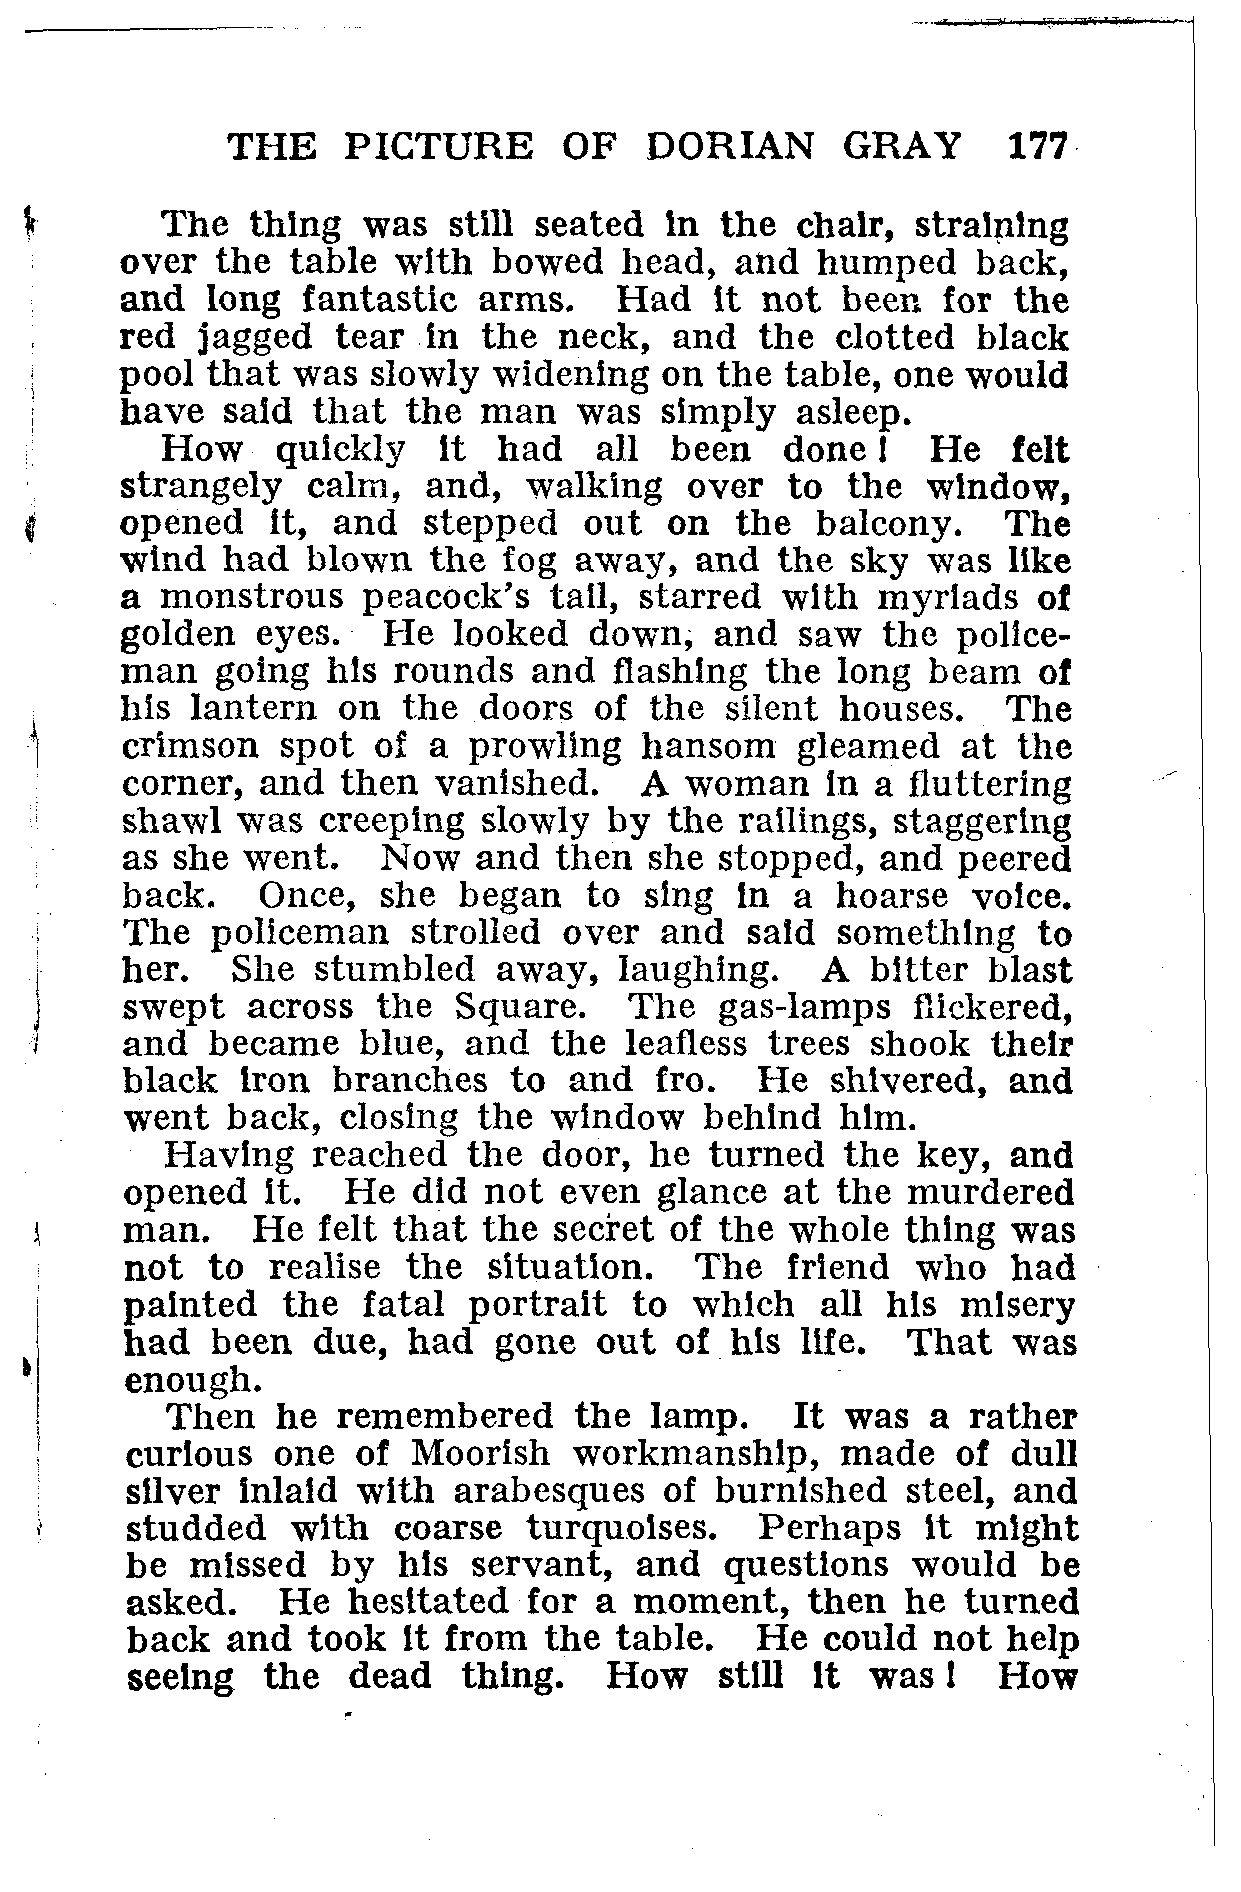 THE PICTURE OF DORIAN GRAY 177
The thing was still seated in the chair, straining
over the table with bowed head, and humped back,
and long fantastic arms. Had it not been for the
red jagged tear in the neck, and the clotted black
pool that was slowly widening on the table, one would
have said that the man was simply asleep.
How quickly it had all been done! He felt
strangely calm, and, walking over to the window,
opened it, and stepped out on the balcony. The
wind had blown the fog away, and the sky was like
a monstrous peacock's tail, starred with myriads of
golden eyes. He looked down, and saw the police-
man going his rounds and flashing the long beam of
his lantern on the doors of the silent houses. The
crimson spot of a prowling hansom gleamed at the
corner, and then vanished. A woman in a fluttering
shawl was creeping slowly by the railings, staggering
as she went. Now and then she stopped, and peered
back. Once, she began to sing in a hoarse voice.
The policeman strolled over and said something to
her. She stumbled away, laughing. A bitter blast
swept across the Square. The gas-lamps flickered,
and became blue, and the leafless trees shook their
black iron branches to and fro. He shivered, and
went back, closing the window behind him.
Having reached the door, he turned the key, and
opened it. He did not even glance at the murdered
man. He felt that the secret of the whole thing was
not to realise the situation. The friend who had
painted the fatal portrait to which all his misery
had been due, had gone out of his life. That was
enough.
Then he remembered the lamp. It was a rather
curious one of Moorish workmanship, made of dull
silver inlaid with arabesques of burnished steel, and
studded with coarse turquoises. Perhaps it might
be missed by his servant, and questions would be
asked. He hesitated for a moment, then he turned
back and took it from the table. He could not help
seeing the dead thing. How still it was! How